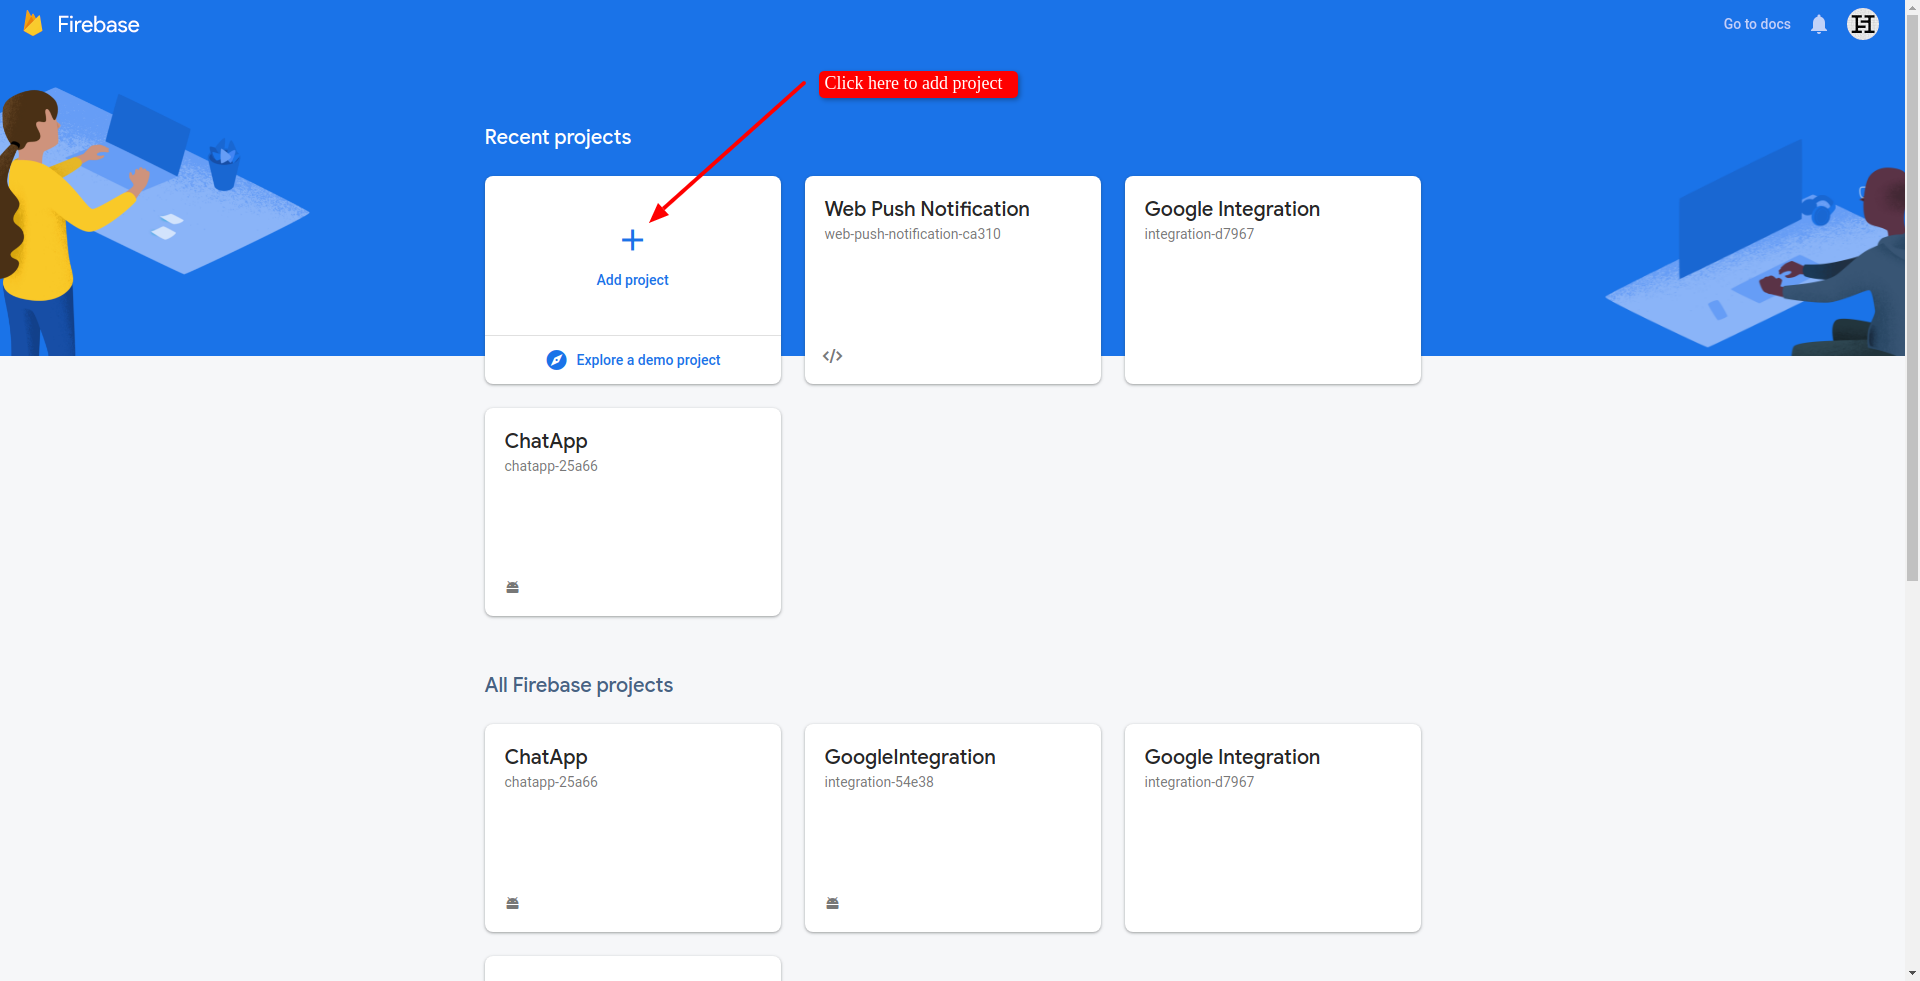 Firebase
Go to docs
Click here to add project
Recent projects
Add project
Explore a demo project
Web Push Notification
web-push-notification-ca310
</>
Google Integration
integration-d7967
ChatApp
chatapp-25a66
All Firebase projects
ChatApp
chatapp-25a66
GoogleIntegration
integration-54e38
Google Integration
integration-d7967